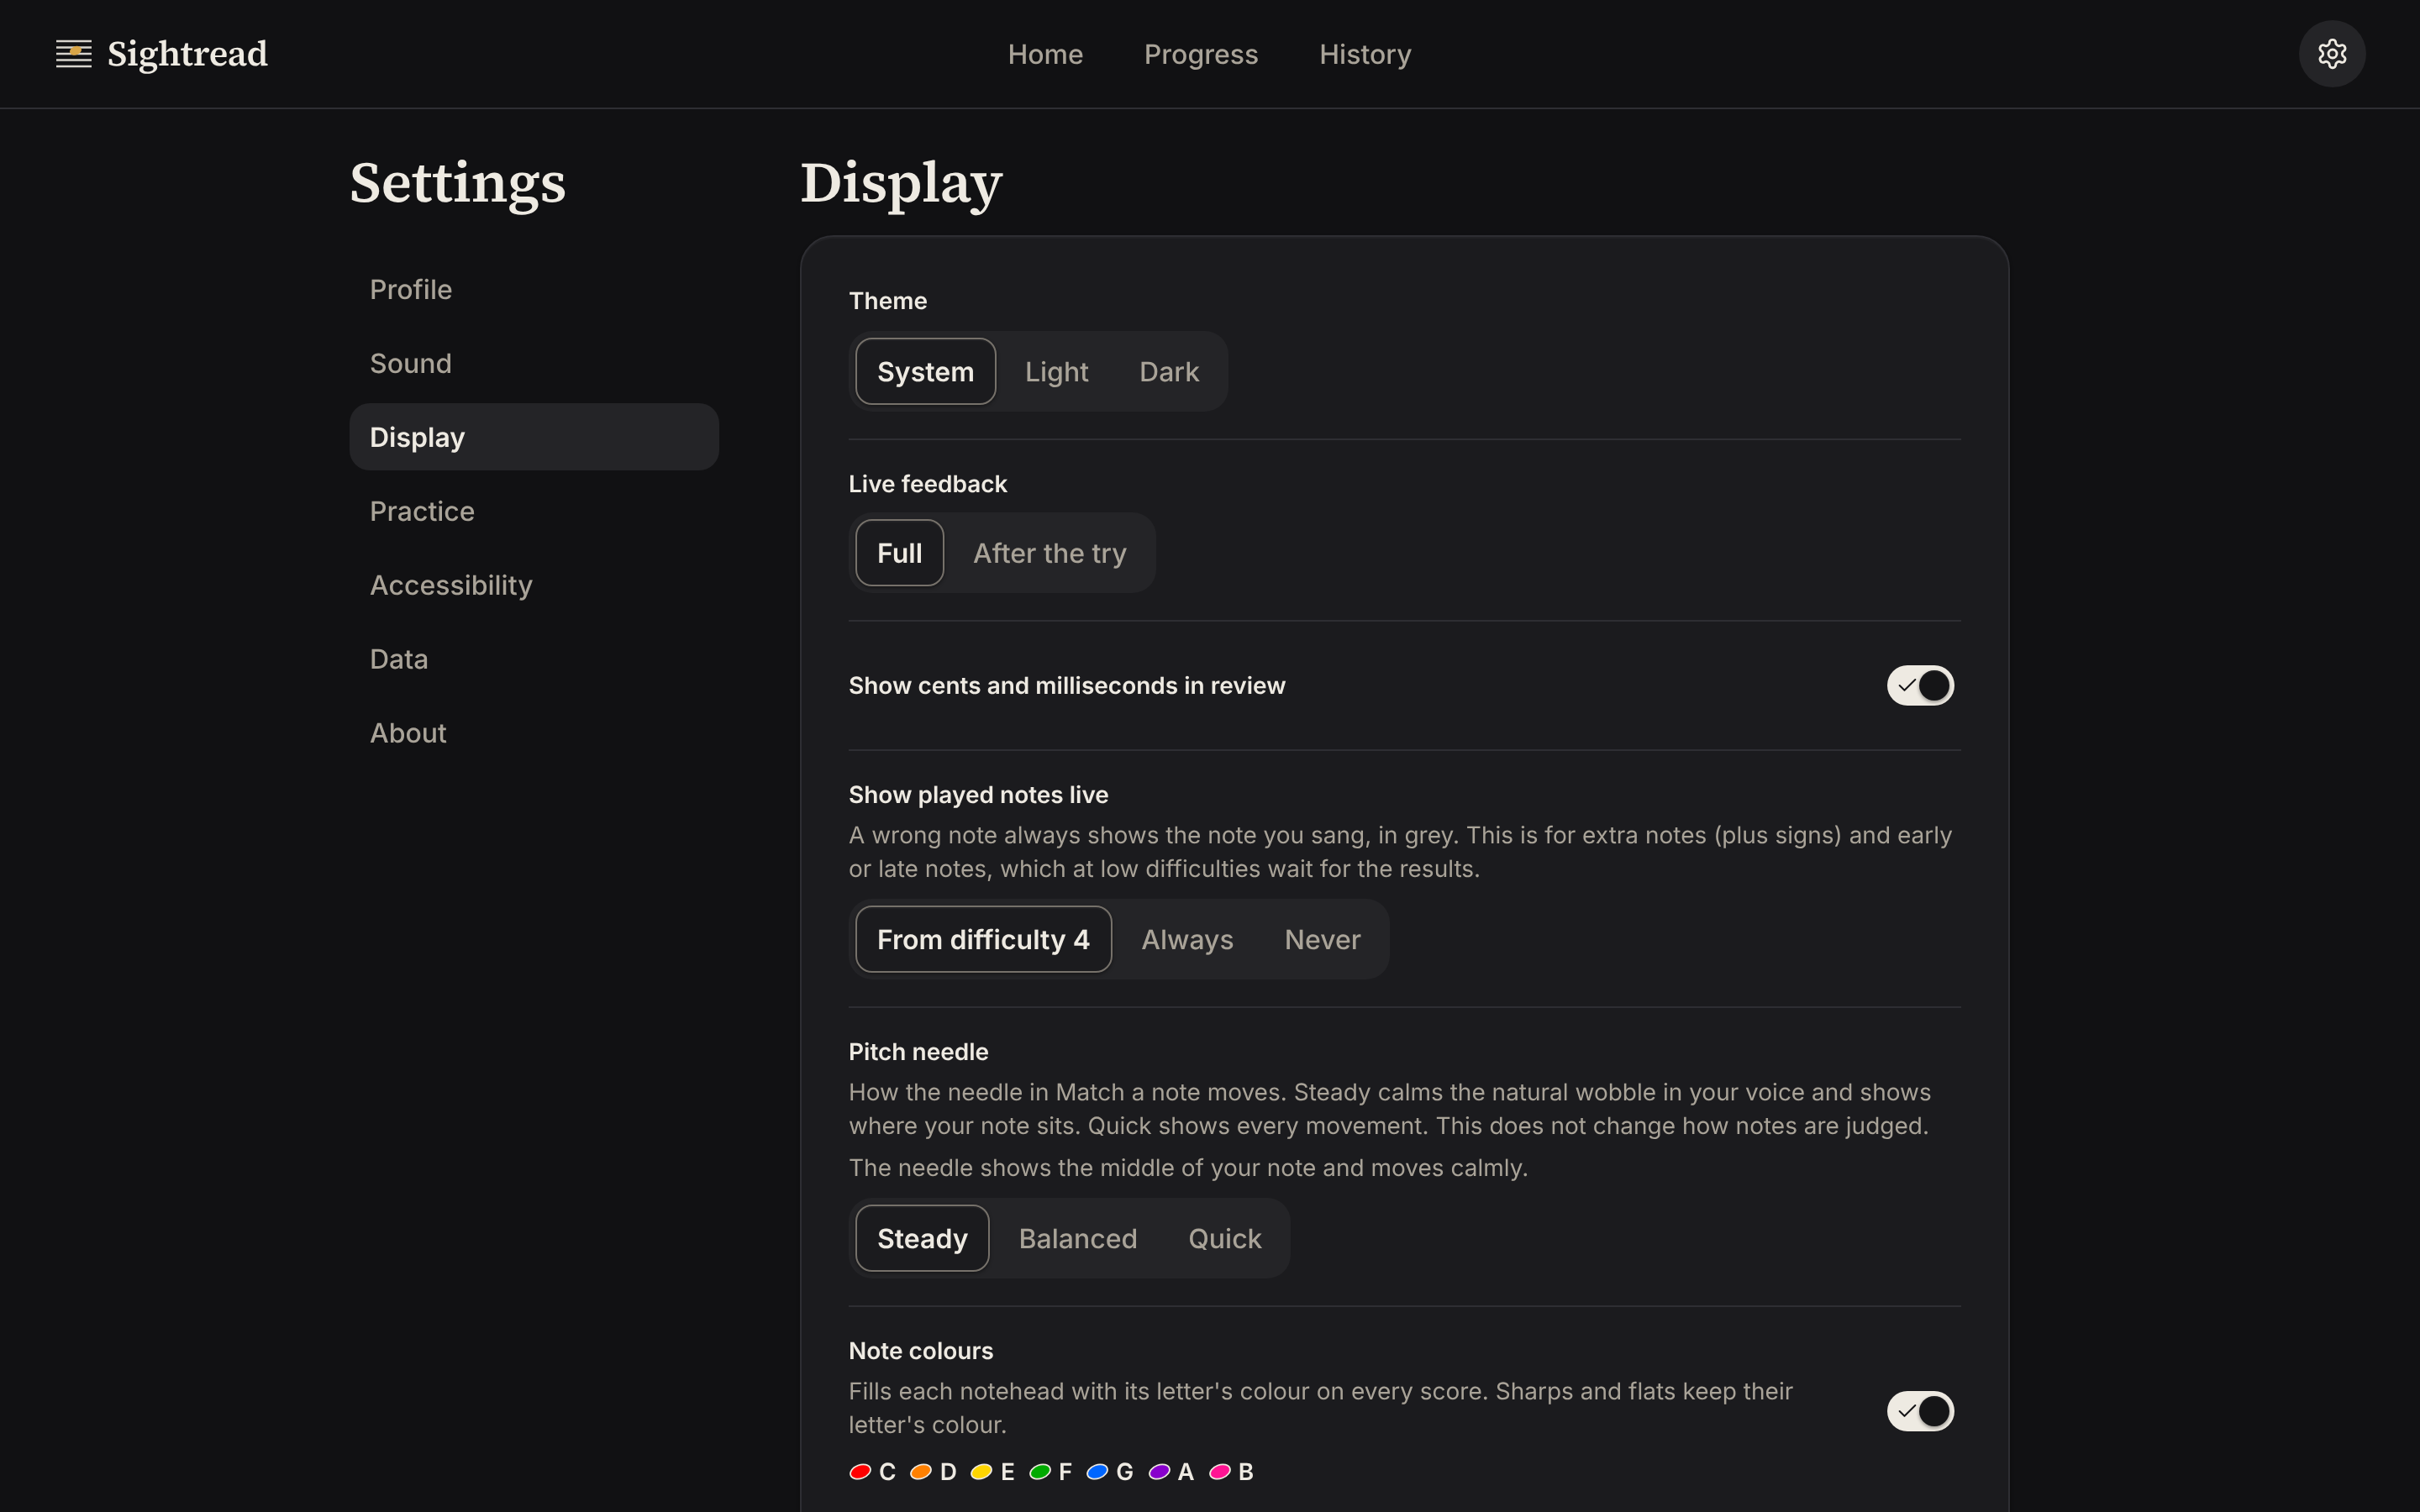 Sightread
Home
Progress
History
Settings
Profile
Sound
Display
Practice
Accessibility
Data
About
Display
Theme
System Light Dark
Live feedback
Full After the try
Show cents and milliseconds in review
Show played notes live
A wrong note always shows the note you sang, in grey. This is for extra notes (plus signs) and early
or late notes, which at low difficulties wait for the results.
From difficulty 4 Always Never
Pitch needle
How the needle in Match a note moves. Steady calms the natural wobble in your voice and shows
where your note sits. Quick shows every movement. This does not change how notes are judged.
The needle shows the middle of your note and moves calmly.
Steady Balanced Quick
Note colours
Fills each notehead with its letter's colour on every score. Sharps and flats keep their
letter's colour.
C D E F G A B